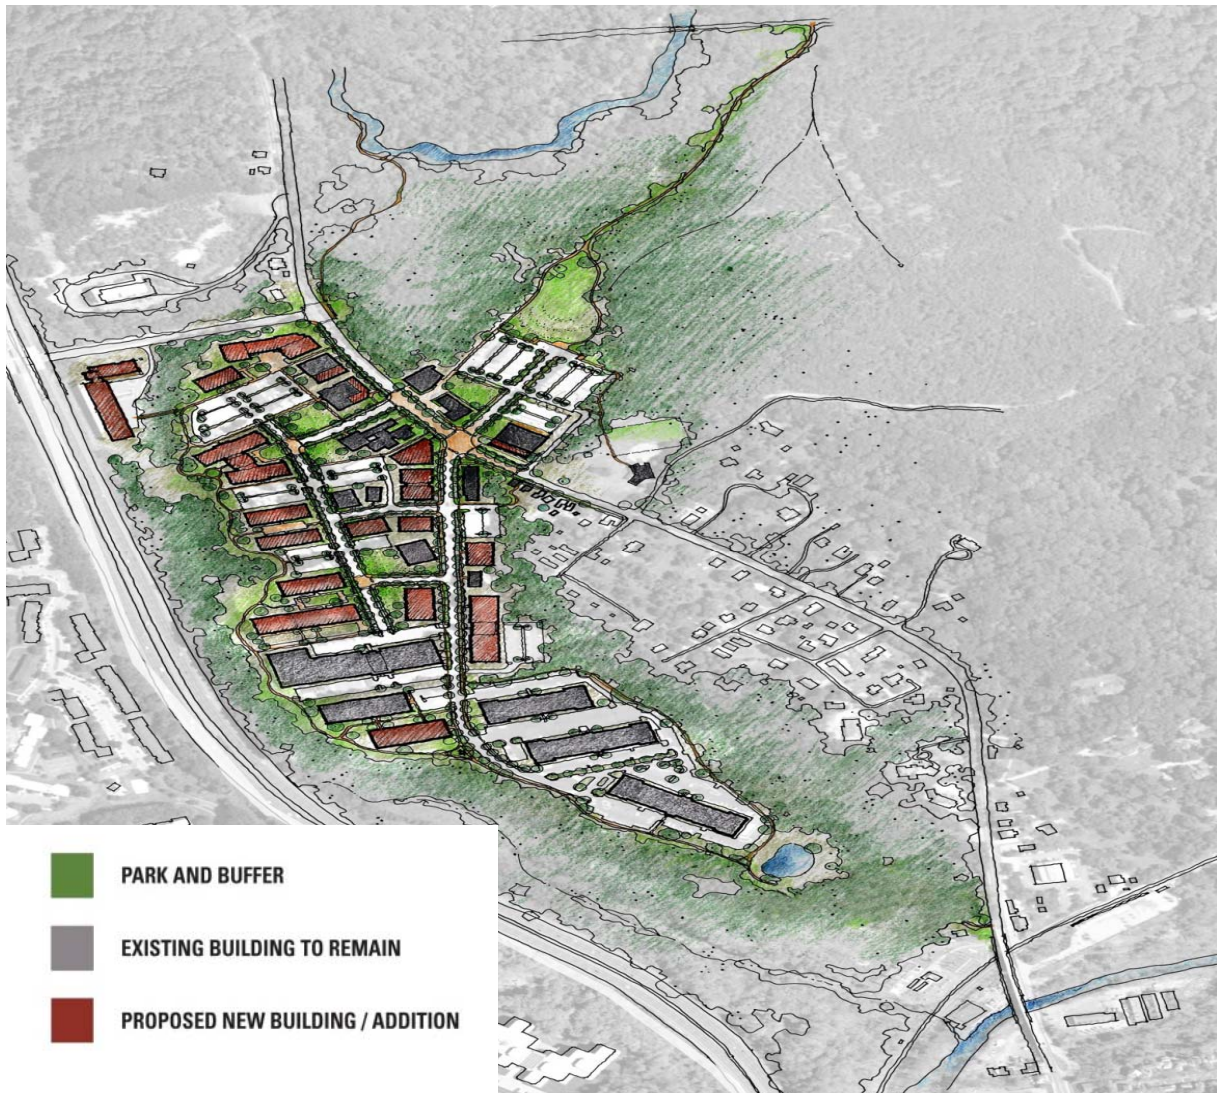 PARK AND BUFFER
EXISTING BUILDING TO REMAIN
PROPOSED NEW BUILDING / ADDITION